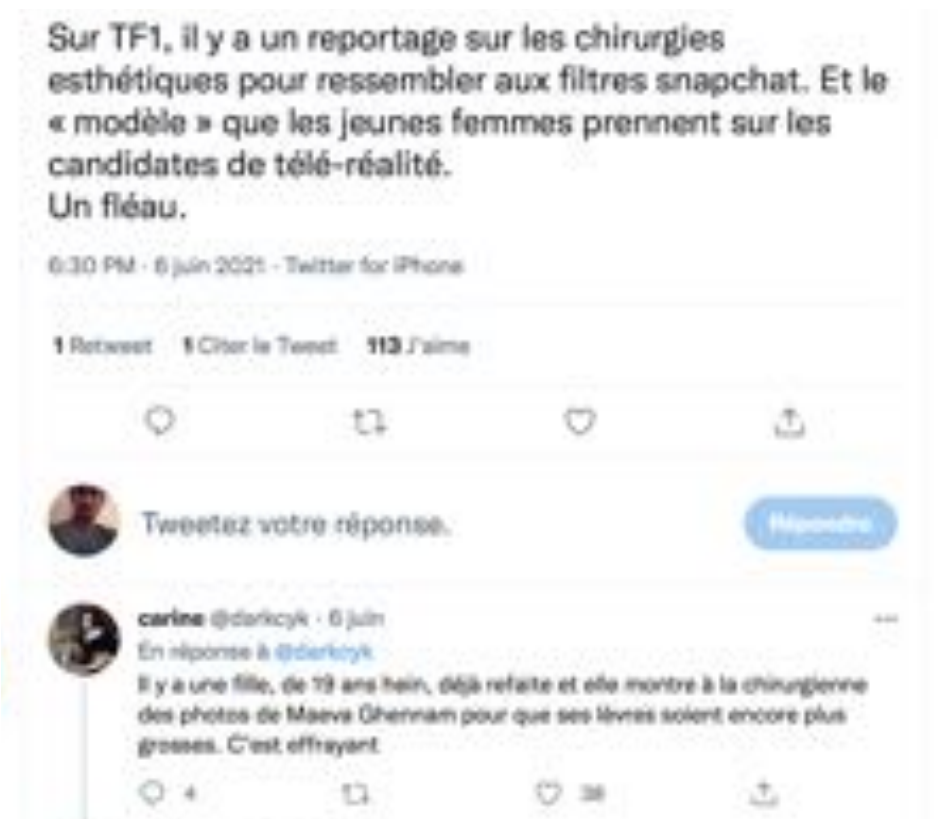 Sur TF1, il y a un reportage sur les chirurgies
esthétiques pour ressembler aux filtres snapchat. Et le
« modèle » que les jeunes femmes prennent sur les
candidates de télé-réalité.
Un fléau.
6:30 PM · 6 juin 2021 · Twitter for iPhone
1 Retweet 1 Citer le Tweet 113 J'aime
Tweetez votre réponse.
Répondre
carine @darkcyk · 6 juin
En réponse à @darkcyk
Il y a une fille, de 19 ans hein, déjà refaite et elle montre à la chirurgienne
des photos de Maeva Ghennam pour que ses lèvres soient encore plus
grosses. C'est effrayant
4 38